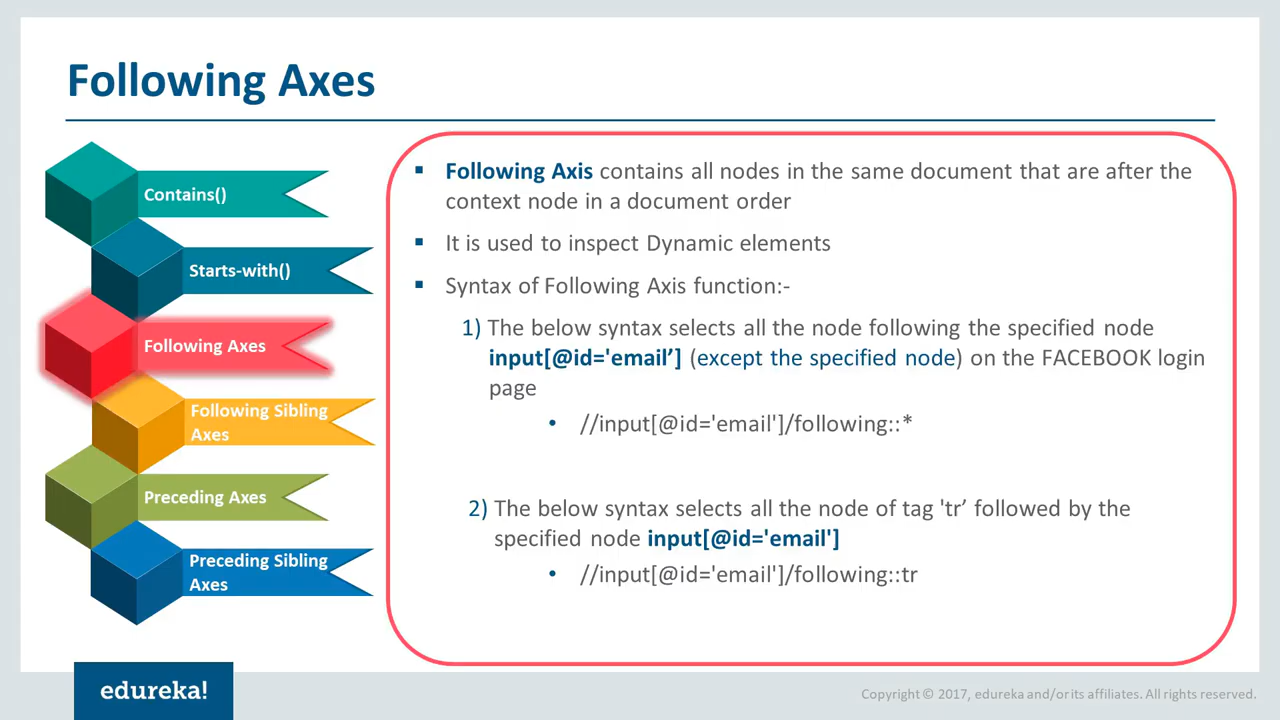 Following Axes
Contains()
Starts-with()
Following Axes
Following Sibling
Axes
Preceding Axes
Preceding Sibling
Axes
▪ Following Axis contains all nodes in the same document that are after the
context node in a document order
▪ It is used to inspect Dynamic elements
▪ Syntax of Following Axis function:-
1) The below syntax selects all the node following the specified node
input[@id='email’] (except the specified node) on the FACEBOOK login
page
• //input[@id='email']/following::*
2) The below syntax selects all the node of tag 'tr’ followed by the
specified node input[@id='email']
• //input[@id='email']/following::tr
edureka!
Copyright © 2017, edureka and/or its affiliates. All rights reserved.